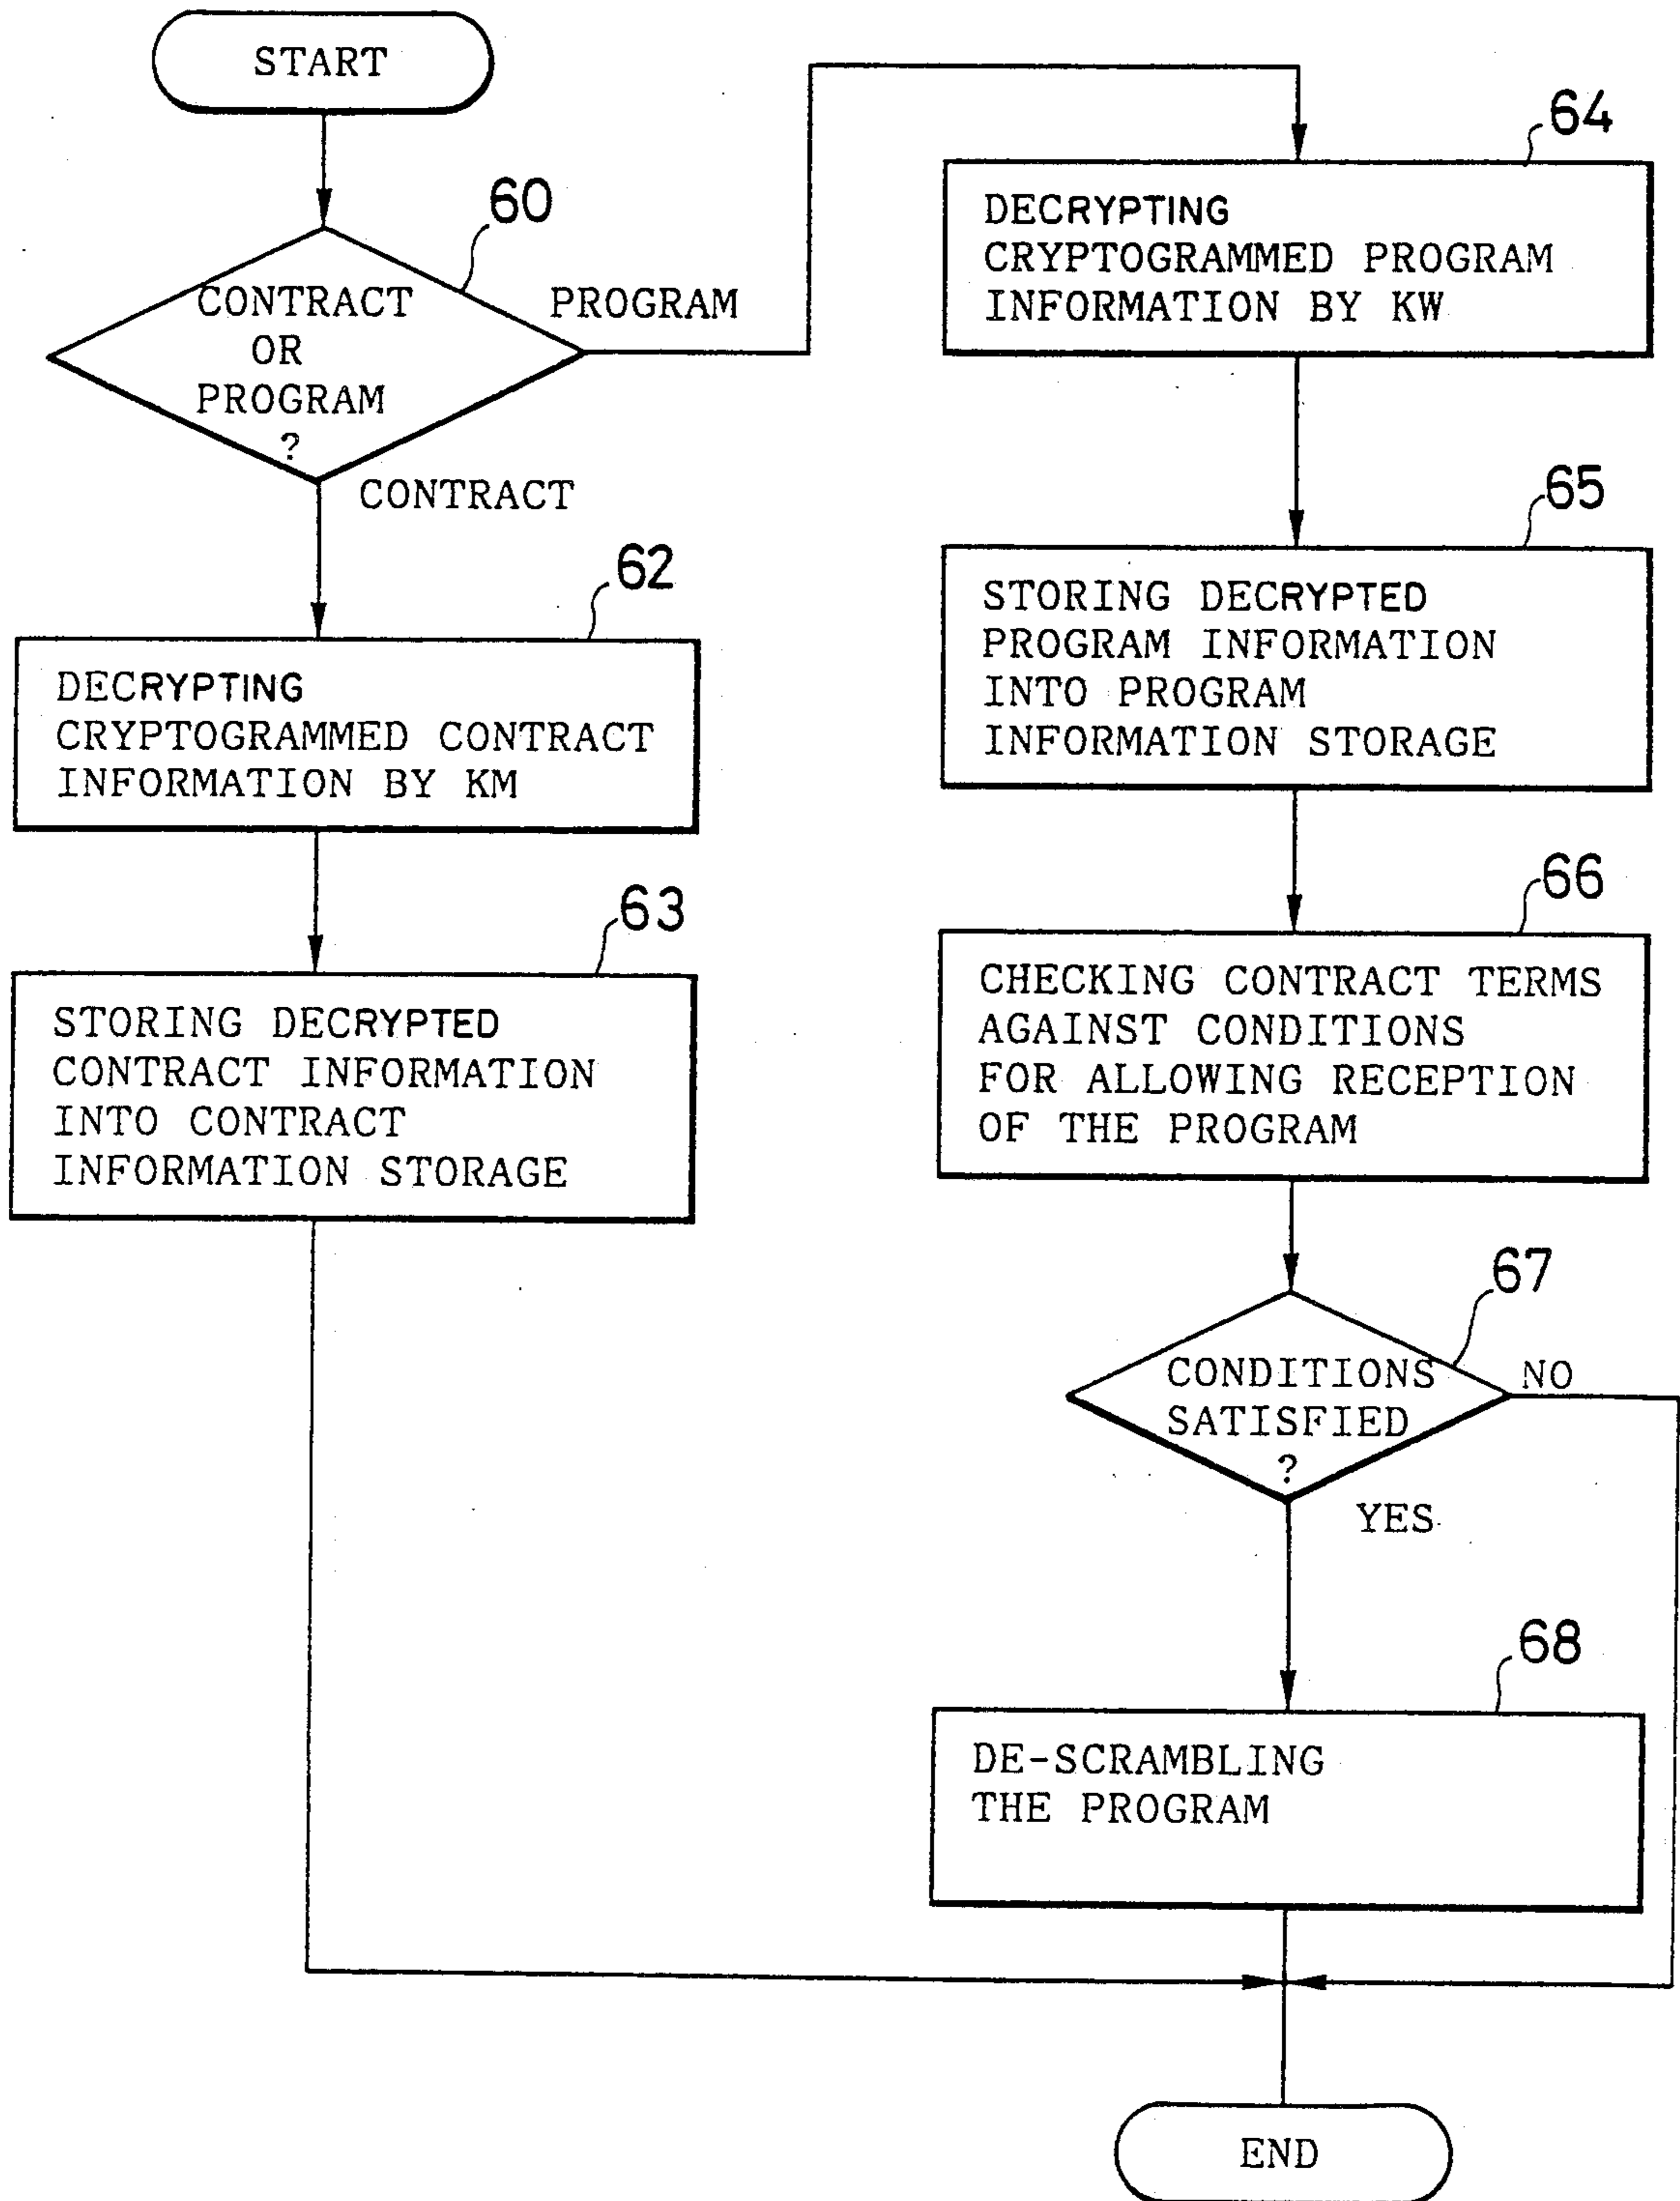 START
60
CONTRACT
OR
PROGRAM
?
PROGRAM
CONTRACT
62
DECRYPTING
CRYPTOGRAMMED CONTRACT
INFORMATION BY KM
63
STORING DECRYPTED
CONTRACT INFORMATION
INTO CONTRACT
INFORMATION STORAGE
64
DECRYPTING
CRYPTOGRAMMED PROGRAM
INFORMATION BY KW
65
STORING DECRYPTED
PROGRAM INFORMATION
INTO PROGRAM
INFORMATION STORAGE
66
CHECKING CONTRACT TERMS
AGAINST CONDITIONS
FOR ALLOWING RECEPTION
OF THE PROGRAM
67
CONDITIONS
SATISFIED
?
NO
YES
68
DE-SCRAMBLING
THE PROGRAM
END